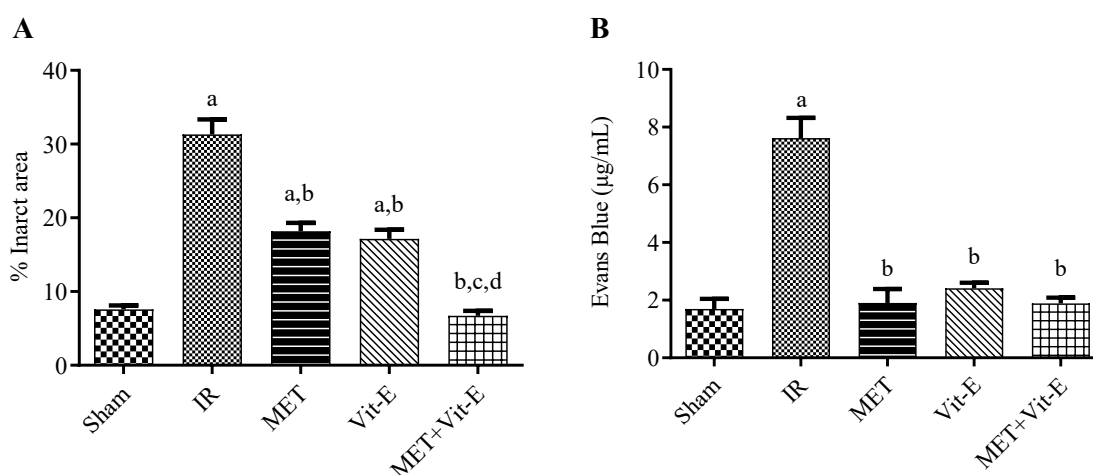 A
% Inarct area
40
30
20
10
0
a
a,b
a,b
b,c,d
Sham
IR
MET
Vit-E
MET+Vit-E
B
Evans Blue (µg/mL)
10
8
6
4
2
0
a
b
b
b
Sham
IR
MET
Vit-E
MET+Vit-E